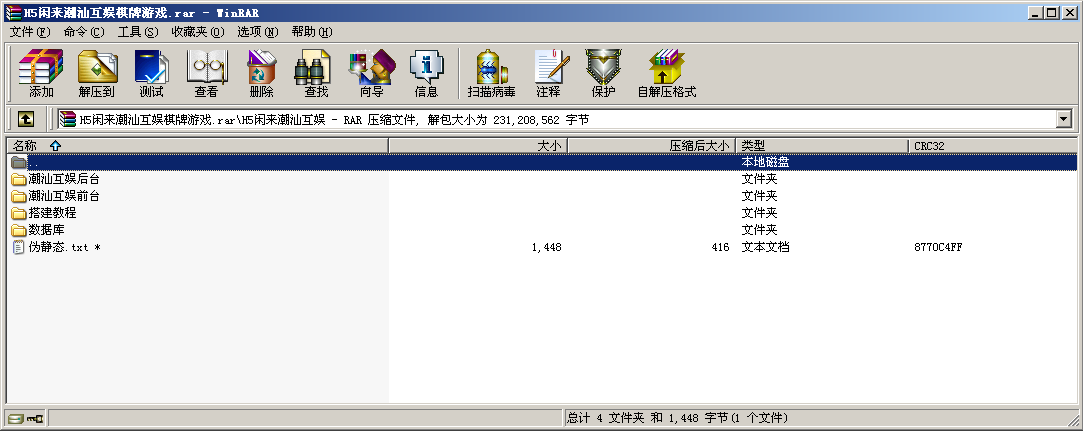 H5闲来潮汕互娱棋牌游戏.rar - WinRAR
文件(F) 命令(C) 工具(S) 收藏夹(O) 选项(N) 帮助(H)
添加 解压到 测试 查看 删除 查找 向导 信息 扫描病毒 注释 保护 自解压格式
H5闲来潮汕互娱棋牌游戏.rar\H5闲来潮汕互娱 - RAR 压缩文件, 解包大小为 231,208,562 字节
名称 大小 压缩后大小 类型 CRC32
.. 本地磁盘
潮汕互娱后台 文件夹
潮汕互娱前台 文件夹
搭建教程 文件夹
数据库 文件夹
伪静态.txt * 1,448 416 文本文档 8770C4FF
总计 4 文件夹 和 1,448 字节(1 个文件)